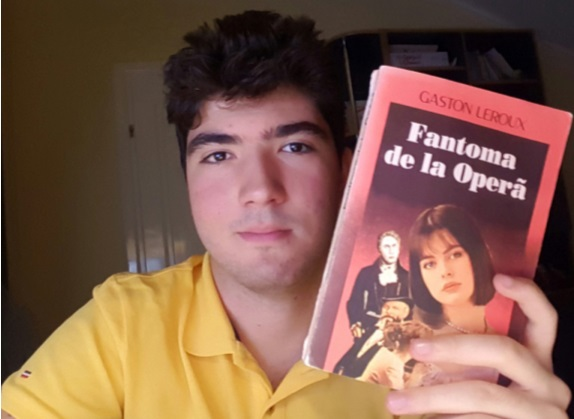 GASTON LEROUX
Fantoma
de la Operă